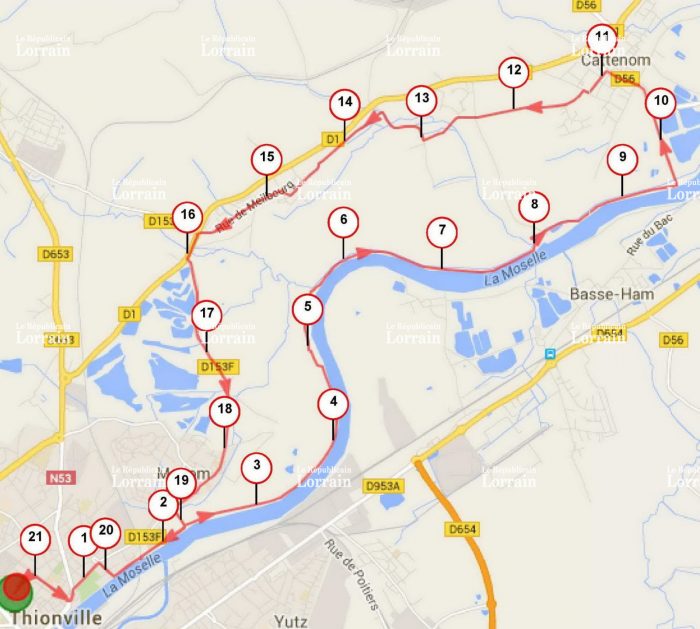 D56
Le Républicain
Lorrain
Le Républicain
Lorrain
Le Républicain
Lorrain
11
Cattenom
D56
12
10
13
14
D1
15
9
Le Républicain
Lorrain
Le Républicain
Lorrain
Le Républicain
Lorrain
Le Républicain
Lorrain
Rue de Meilbourg
16
D153
8
6
7
Rue du Bac
D653
La Moselle
Basse-Ham
17
5
D1
Le Républicain
Lorrain
Le Républicain
Lorrain
Le Républicain
Lorrain
Le Républicain
Lorrain
D654
D56
D153F
18
4
3
N53
19
Le Républicain
Lorrain
Le Républicain
Lorrain
Le Républicain
Lorrain
Le Républicain
Lorrain
D953A
2
D153F
D654
21
1
20
La Moselle
Rue de Poitiers
Thionville
Yutz